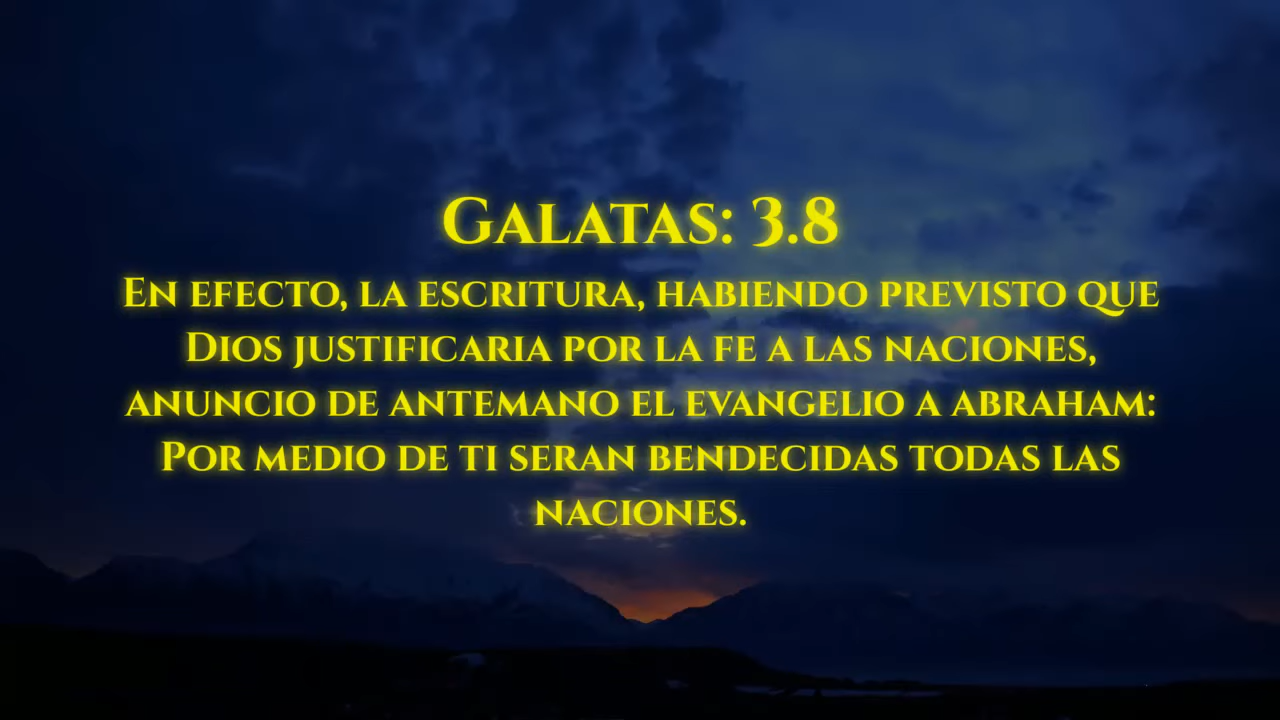 Galatas: 3.8
En efecto, la escritura, habiendo previsto que
Dios justificaria por la fe a las naciones,
anuncio de antemano el evangelio a abraham:
Por medio de ti seran bendecidas todas las
naciones.